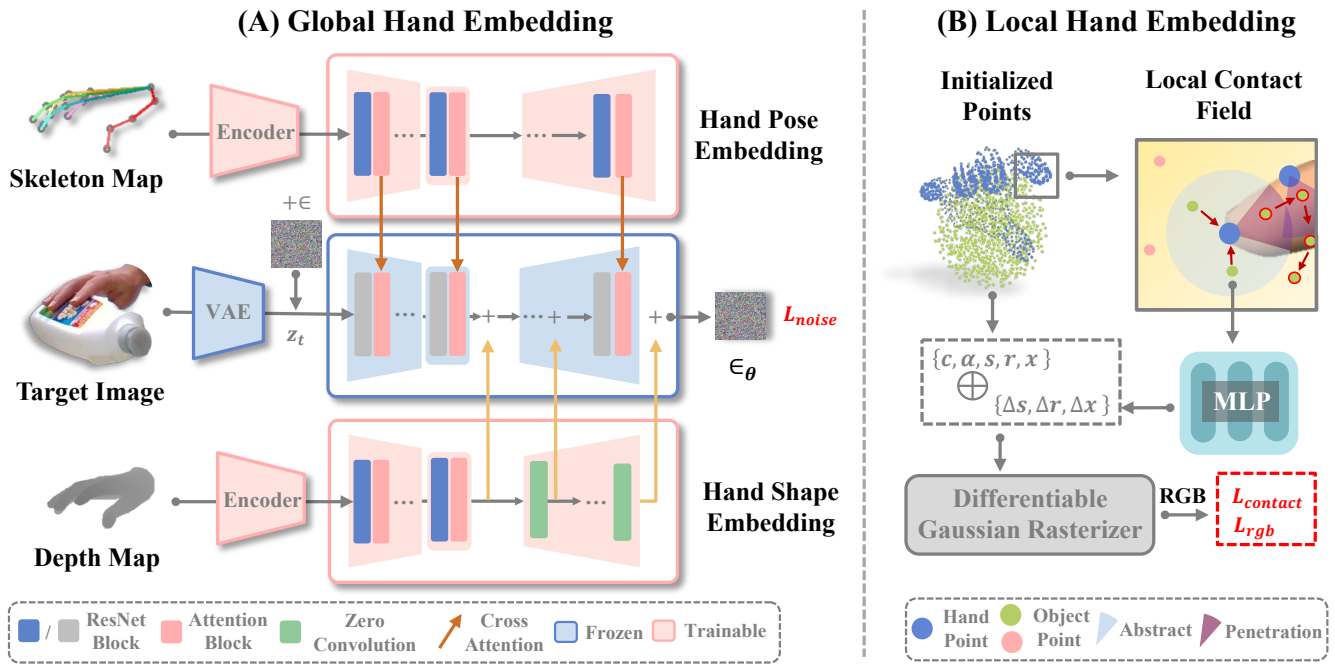 (A) Global Hand Embedding
Skeleton Map
Encoder
...
...
Hand Pose
Embedding
+∈
Target Image
VAE
z_t
...
+
...
+
+
L_noise
∈_θ
Depth Map
Encoder
...
...
Hand Shape
Embedding
/
ResNet
Block
Attention
Block
Zero
Convolution
Cross
Attention
Frozen
Trainable
(B) Local Hand Embedding
Initialized
Points
Local Contact
Field
{c, α, s, r, x}
⊕
{Δs, Δr, Δx}
MLP
Differentiable
Gaussian Rasterizer
RGB
L_contact
L_rgb
Hand
Point
Object
Point
Abstract
Penetration